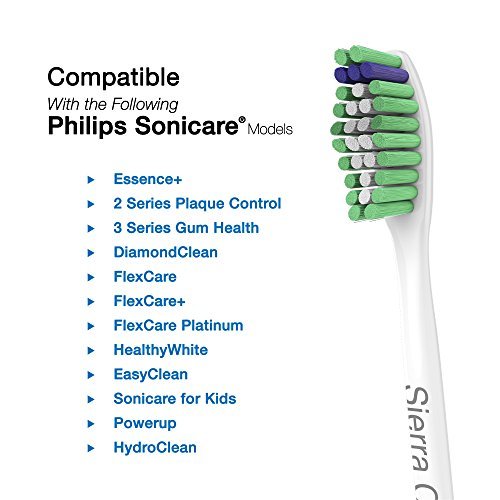 Compatible
With the Following
Philips Sonicare® Models
Essence+
2 Series Plaque Control
3 Series Gum Health
DiamondClean
FlexCare
FlexCare+
FlexCare Platinum
HealthyWhite
EasyClean
Sonicare for Kids
Powerup
HydroClean
Sierra